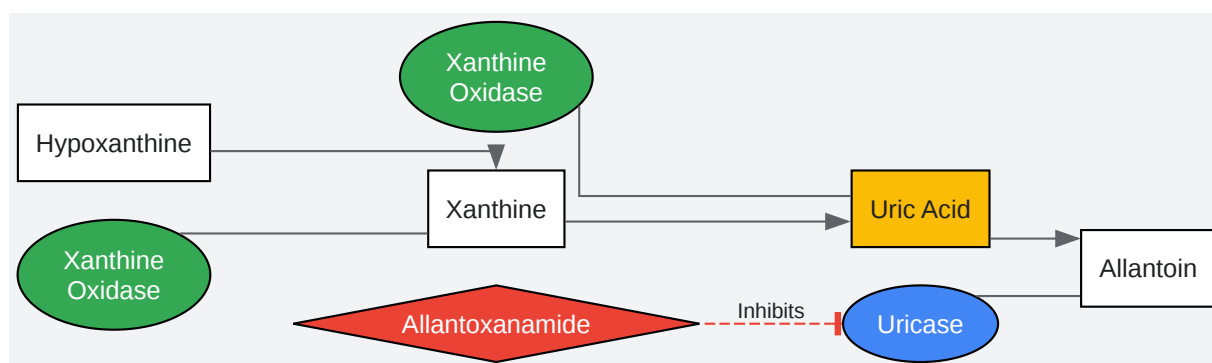 Xanthine
Oxidase
Hypoxanthine
Xanthine
Uric Acid
Xanthine
Oxidase
Allantoin
Allantoxanamide
Inhibits
Uricase